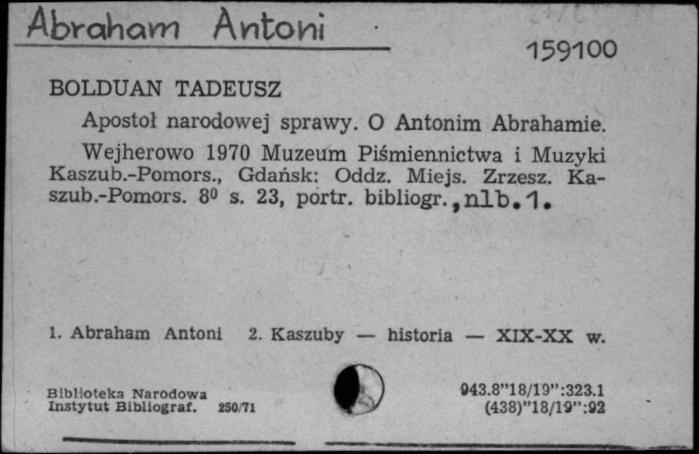 Abraham Antoni
159100
BOLDUAN TADEUSZ
Apostoł narodowej sprawy. O Antonim Abrahamie.
Wejherowo 1970 Muzeum Piśmiennictwa i Muzyki
Kaszub.-Pomors., Gdańsk: Oddz. Miejs. Zrzesz. Ka-
szub.-Pomors. 8⁰ s. 23, portr. bibliogr., nlb. 1.
1. Abraham Antoni 2. Kaszuby — historia — XIX-XX w.
Biblioteka Narodowa
Instytut Bibliograf. 250/71
943.8"18/19":323.1
(438)"18/19":92